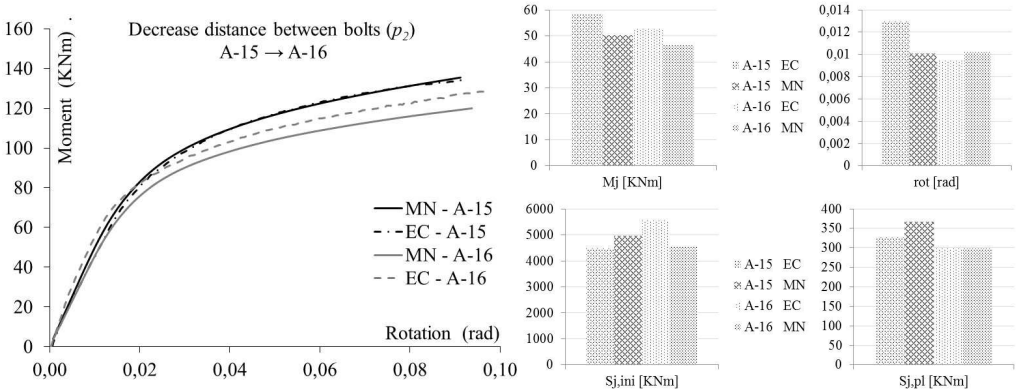 160
140
120
100
80
60
40
20
0
Moment (KNm)
Decrease distance between bolts (p2)
A-15 → A-16
MN - A-15
EC - A-15
MN - A-16
EC - A-16
Rotation (rad)
0,00 0,02 0,04 0,06 0,08 0,10
60
50
40
30
20
10
0
Mj [KNm]
A-15 EC
A-15 MN
A-16 EC
A-16 MN
0,014
0,012
0,01
0,008
0,006
0,004
0,002
0
rot [rad]
6000
5000
4000
3000
2000
1000
0
Sj,ini [KNm]
A-15 EC
A-15 MN
A-16 EC
A-16 MN
400
350
300
250
200
150
100
50
0
Sj,pl [KNm]